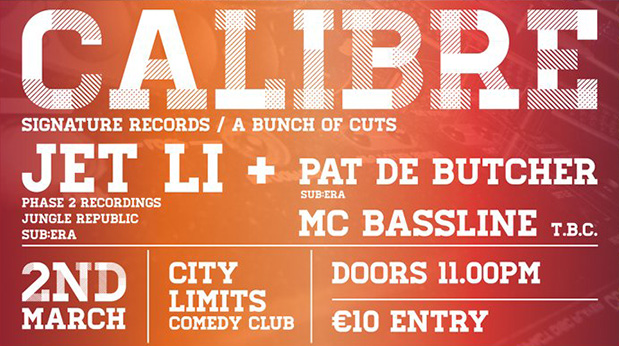 CALIBRE
SIGNATURE RECORDS / A BUNCH OF CUTS
JET LI + PAT DE BUTCHER
PHASE 2 RECORDINGS
JUNGLE REPUBLIC
SUB:ERA
SUB:ERA
MC BASSLINE T.B.C.
2ND
MARCH
CITY
LIMITS
COMEDY CLUB
DOORS 11.00PM
€10 ENTRY